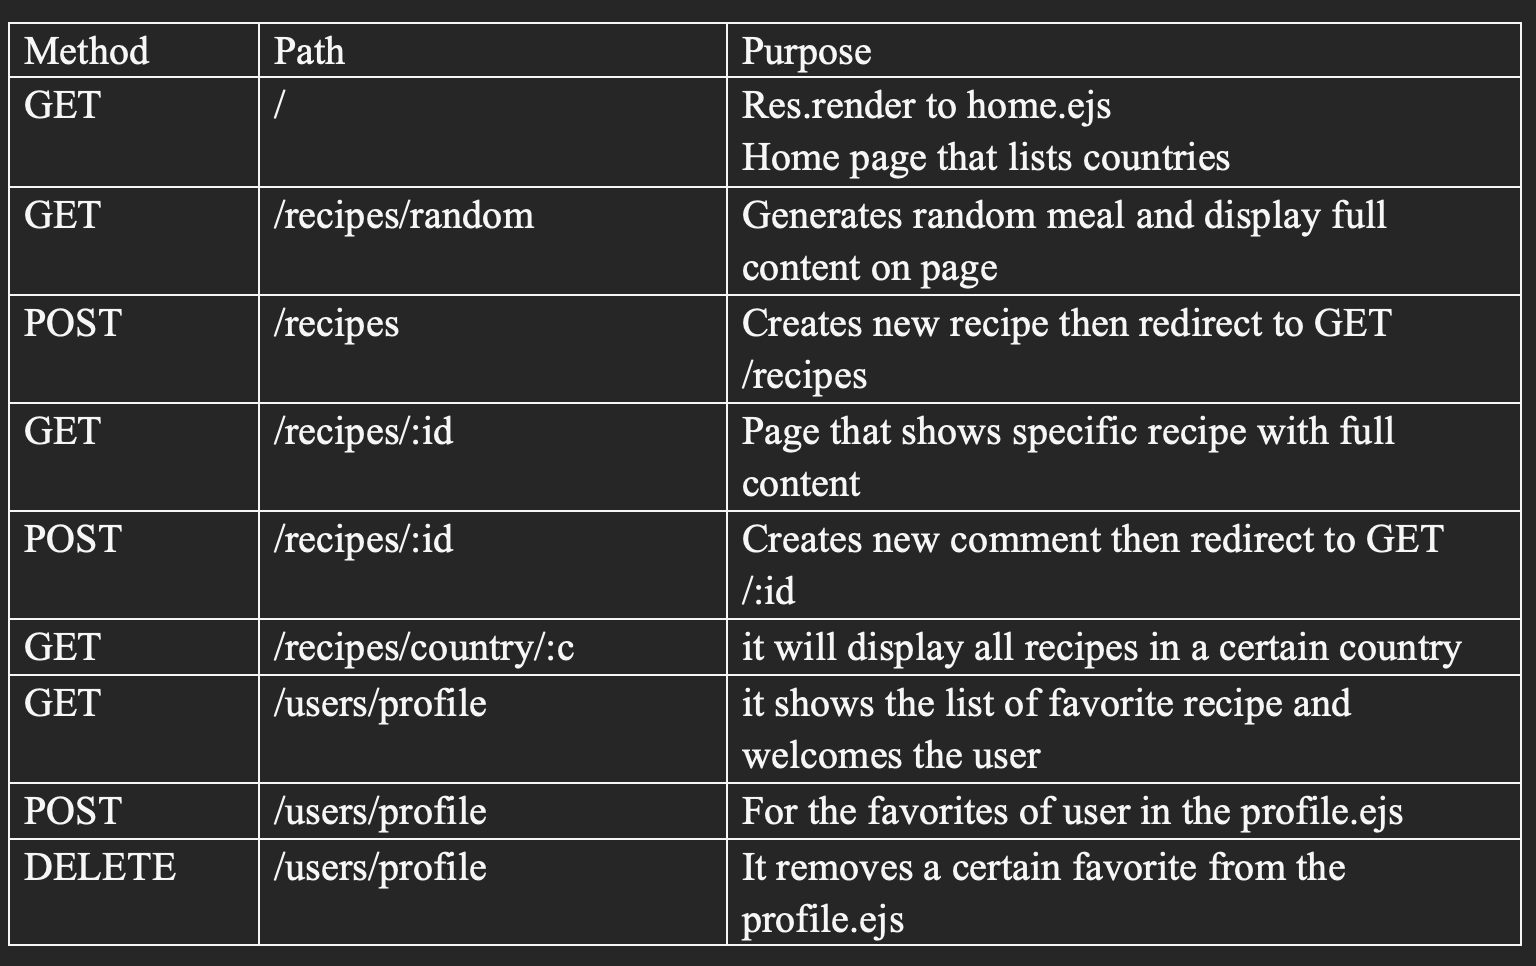 Method Path Purpose
GET / Res.render to home.ejs
Home page that lists countries
GET /recipes/random Generates random meal and display full
content on page
POST /recipes Creates new recipe then redirect to GET
/recipes
GET /recipes/:id Page that shows specific recipe with full
content
POST /recipes/:id Creates new comment then redirect to GET
/:id
GET /recipes/country/:c it will display all recipes in a certain country
GET /users/profile it shows the list of favorite recipe and
welcomes the user
POST /users/profile For the favorites of user in the profile.ejs
DELETE /users/profile It removes a certain favorite from the
profile.ejs